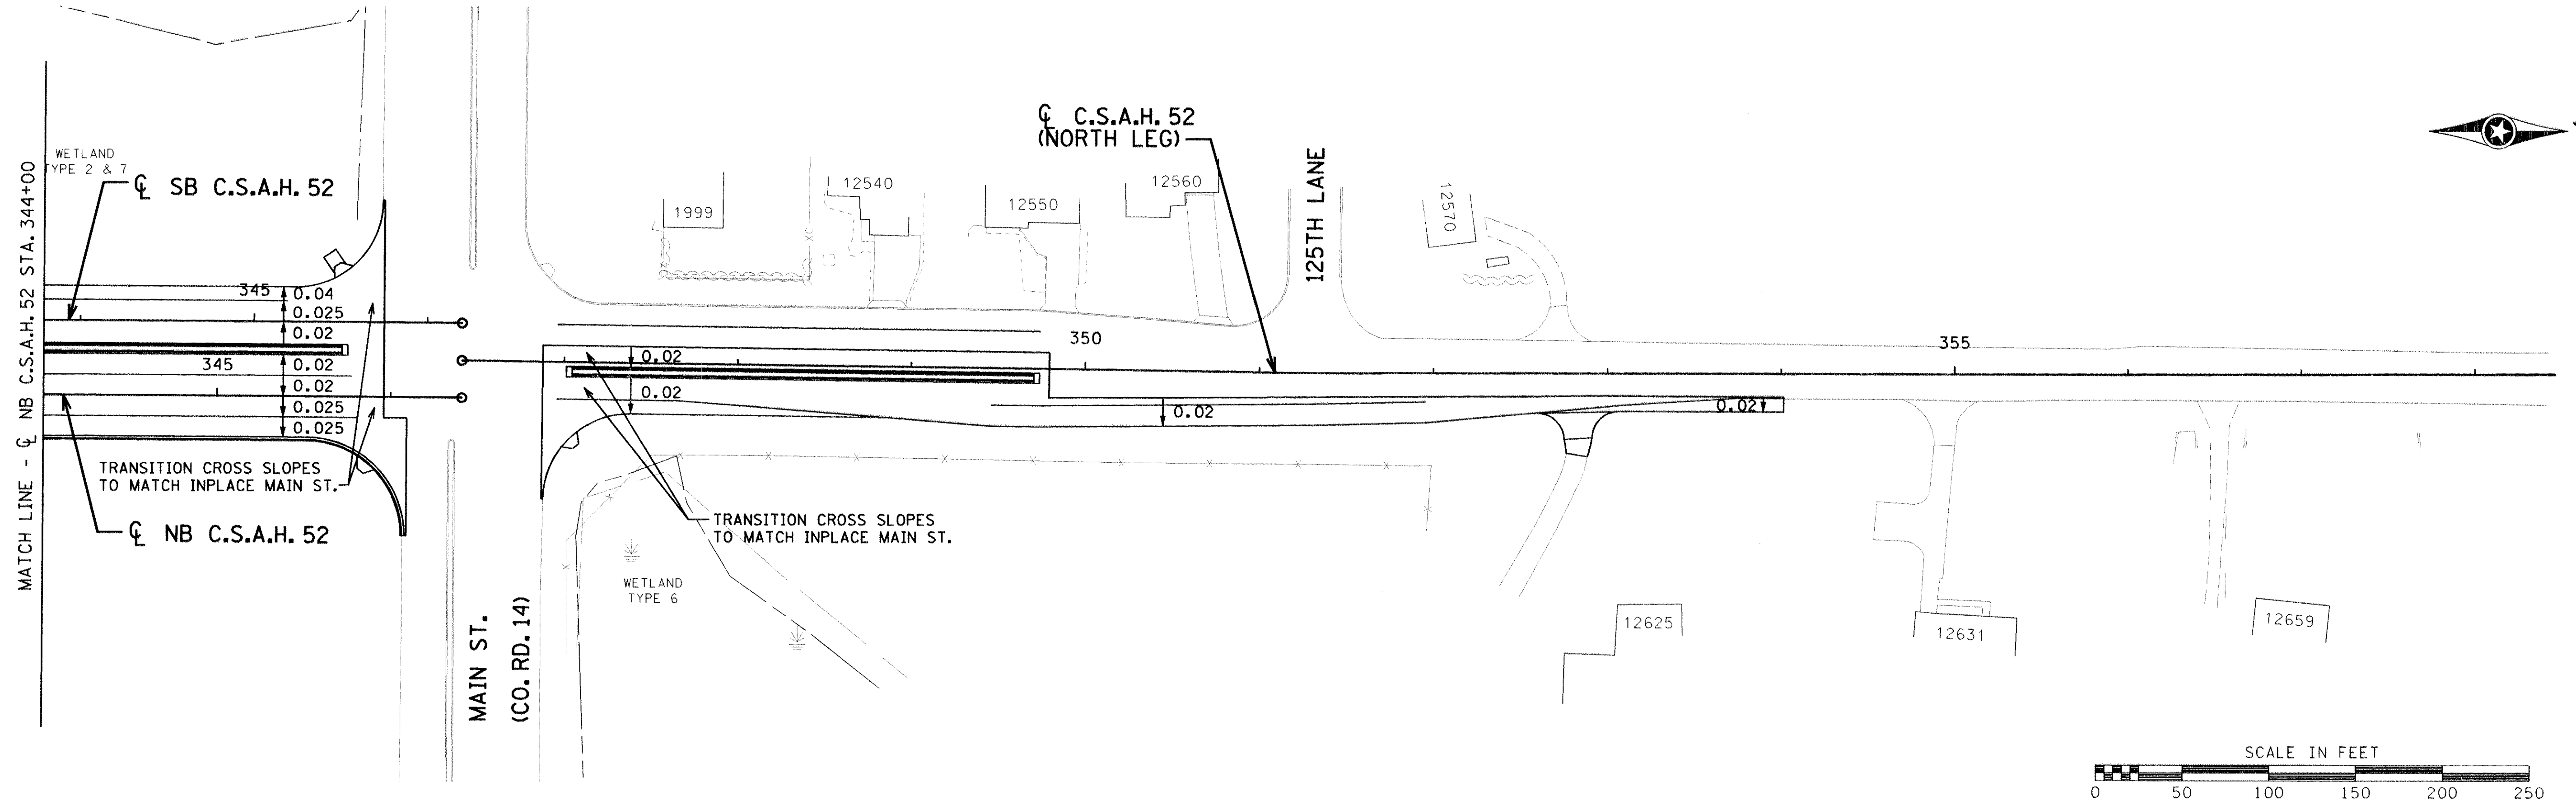 MATCH LINE - ℄ NB C.S.A.H. 52 STA. 344+00
WETLAND
TYPE 2 & 7
℄ SB C.S.A.H. 52
345
0.04
0.025
0.02
345
0.02
0.02
0.025
0.025
TRANSITION CROSS SLOPES
TO MATCH INPLACE MAIN ST.
℄ NB C.S.A.H. 52
MAIN ST.
(CO. RD. 14)
1999
12540
12550
12560
℄ C.S.A.H. 52
(NORTH LEG)
125TH LANE
12570
350
355
0.02
0.02
0.02
0.02
TRANSITION CROSS SLOPES
TO MATCH INPLACE MAIN ST.
WETLAND
TYPE 6
12625
12631
12659
SCALE IN FEET
0 50 100 150 200 250